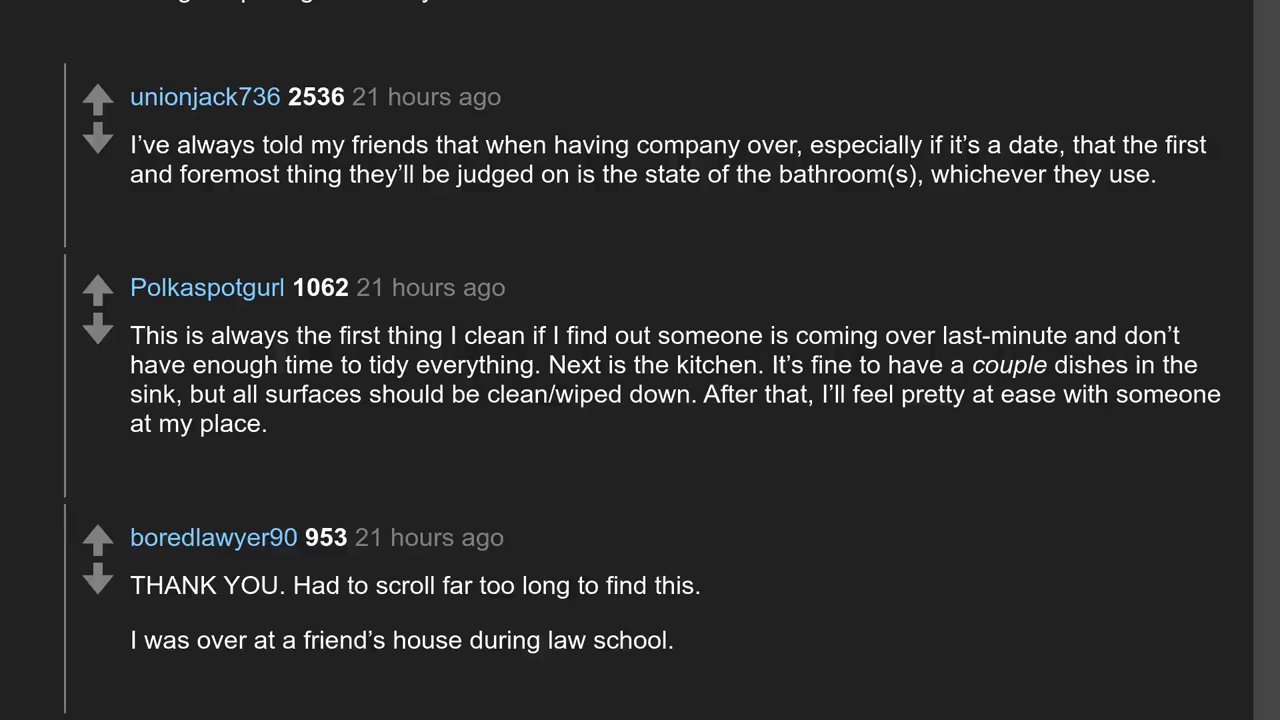 unionjack736 2536 21 hours ago
I’ve always told my friends that when having company over, especially if it’s a date, that the first
and foremost thing they’ll be judged on is the state of the bathroom(s), whichever they use.
Polkaspotgurl 1062 21 hours ago
This is always the first thing I clean if I find out someone is coming over last-minute and don’t
have enough time to tidy everything. Next is the kitchen. It’s fine to have a couple dishes in the
sink, but all surfaces should be clean/wiped down. After that, I’ll feel pretty at ease with someone
at my place.
boredlawyer90 953 21 hours ago
THANK YOU. Had to scroll far too long to find this.
I was over at a friend’s house during law school.